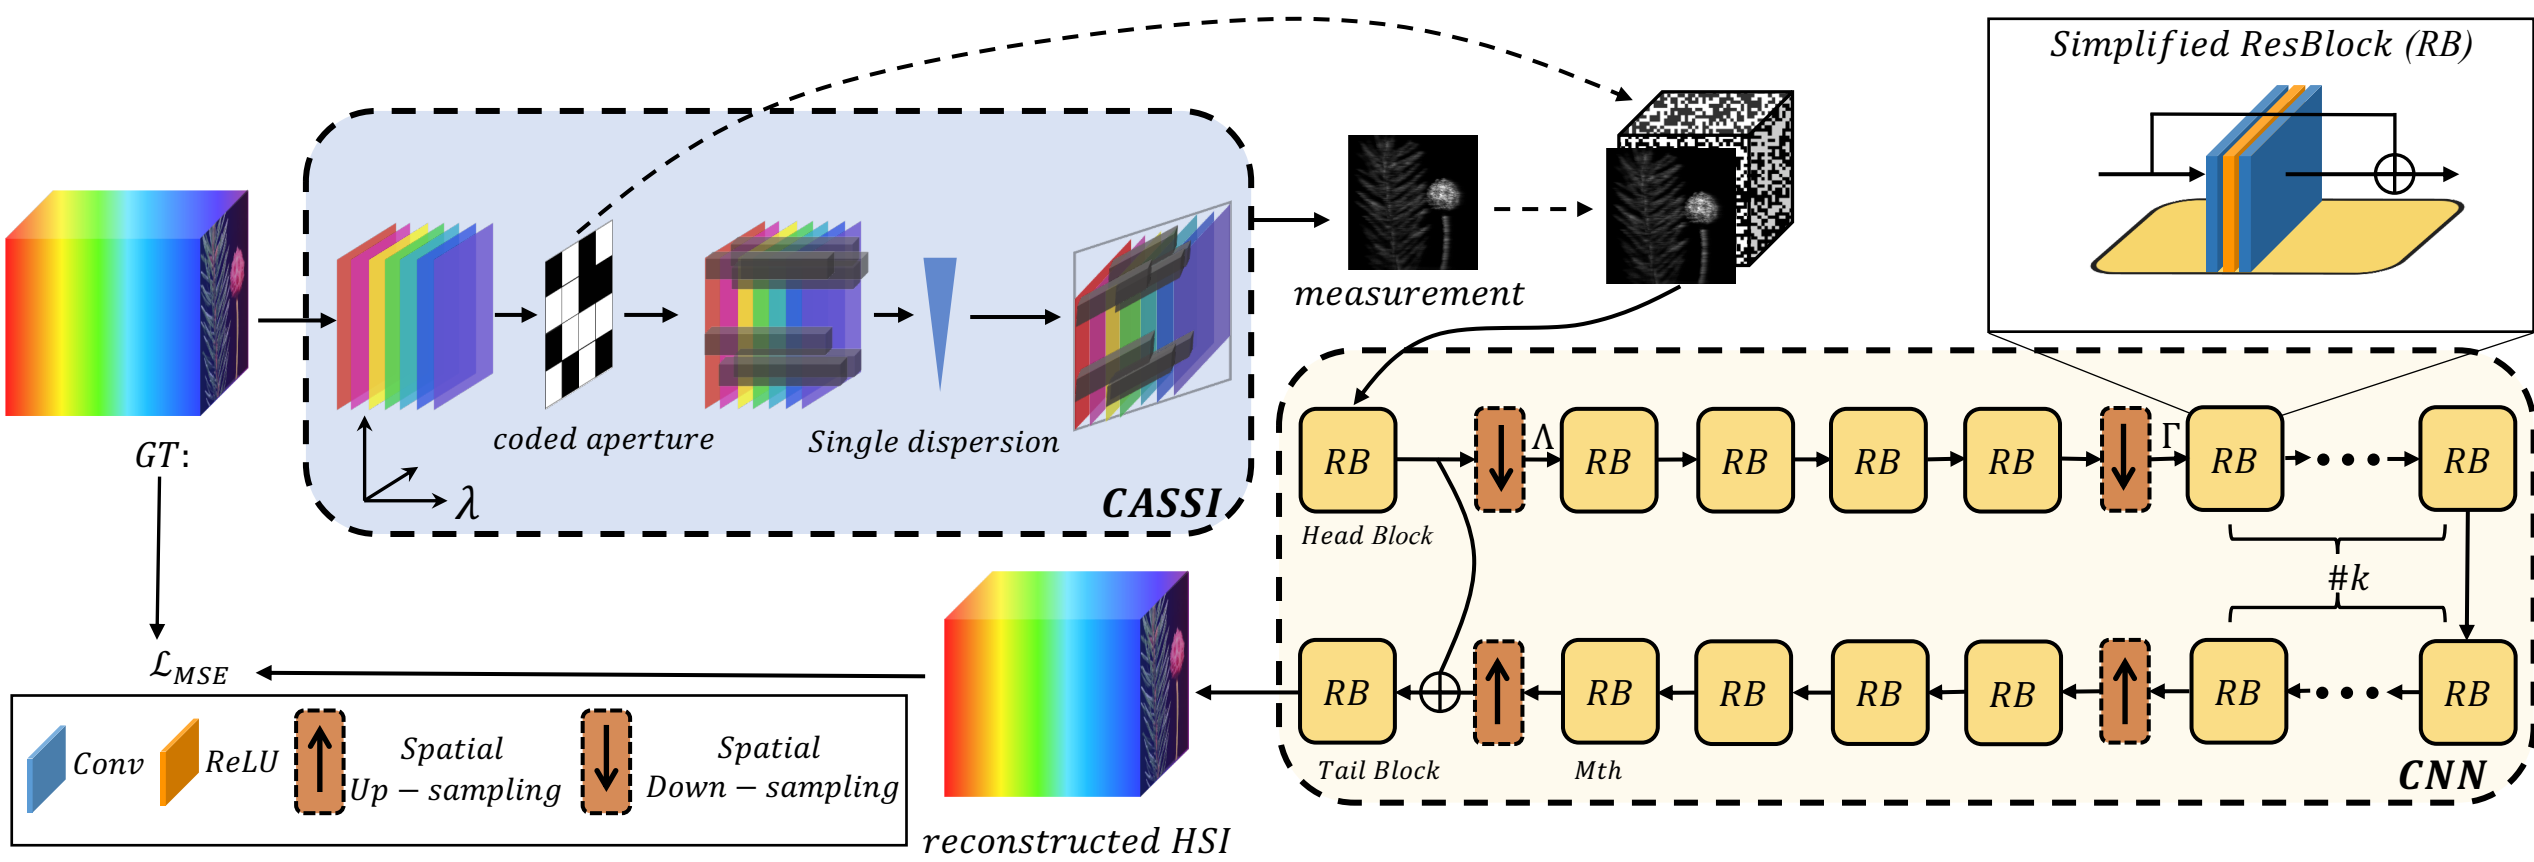 Simplified ResBlock (RB)
measurement
GT:
coded aperture
Single dispersion
λ
CASSI
RB
Λ
RB
RB
RB
RB
Γ
RB
RB
Head Block
#k
RB
RB
RB
RB
RB
RB
RB
Tail Block
Mth
CNN
ℒMSE
Conv
ReLU
Spatial
Up − sampling
Spatial
Down − sampling
reconstructed HSI